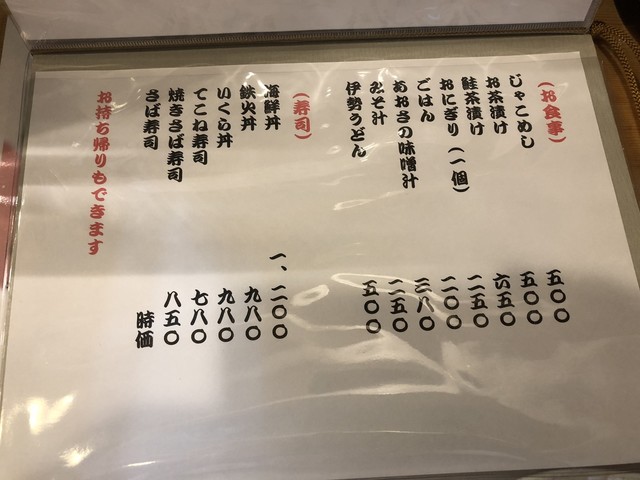 (お食事)
じゃこめし 五〇〇
お茶漬け 五〇〇
鮭茶漬け 六五〇
おにぎり(一個) 二五〇
ごはん 二〇〇
あおさの味噌汁 三八〇
みそ汁 二五〇
伊勢うどん 五〇〇
(寿司)
海鮮丼 一、二〇〇
鉄火丼 九八〇
いくら丼 九八〇
てこね寿司 七八〇
焼きさば寿司 八五〇
さば寿司 時価
お持ち帰りもできます